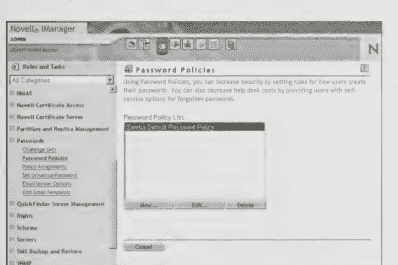 Novell® iManager
ADMIN
N
Roles and Tasks
All Categories
NMAS
Novell Certificate Access
Novell Certificate Server
Partition and Replica Management
Passwords
Challenge Sets
Password Policies
Policy Assignments
Set Universal Password
Email Server Options
Edit Email Templates
QuickFinder Server Management
Rights
Schema
Servers
SMS Backup and Restore
SNMP
Password Policies
Using Password Policies, you can increase security by setting rules for how users create
their passwords. You can also decrease help desk costs by providing users with self-
service options for forgotten passwords.
Password Policy List
Samba Default Password Policy
New...
Edit...
Delete
Cancel